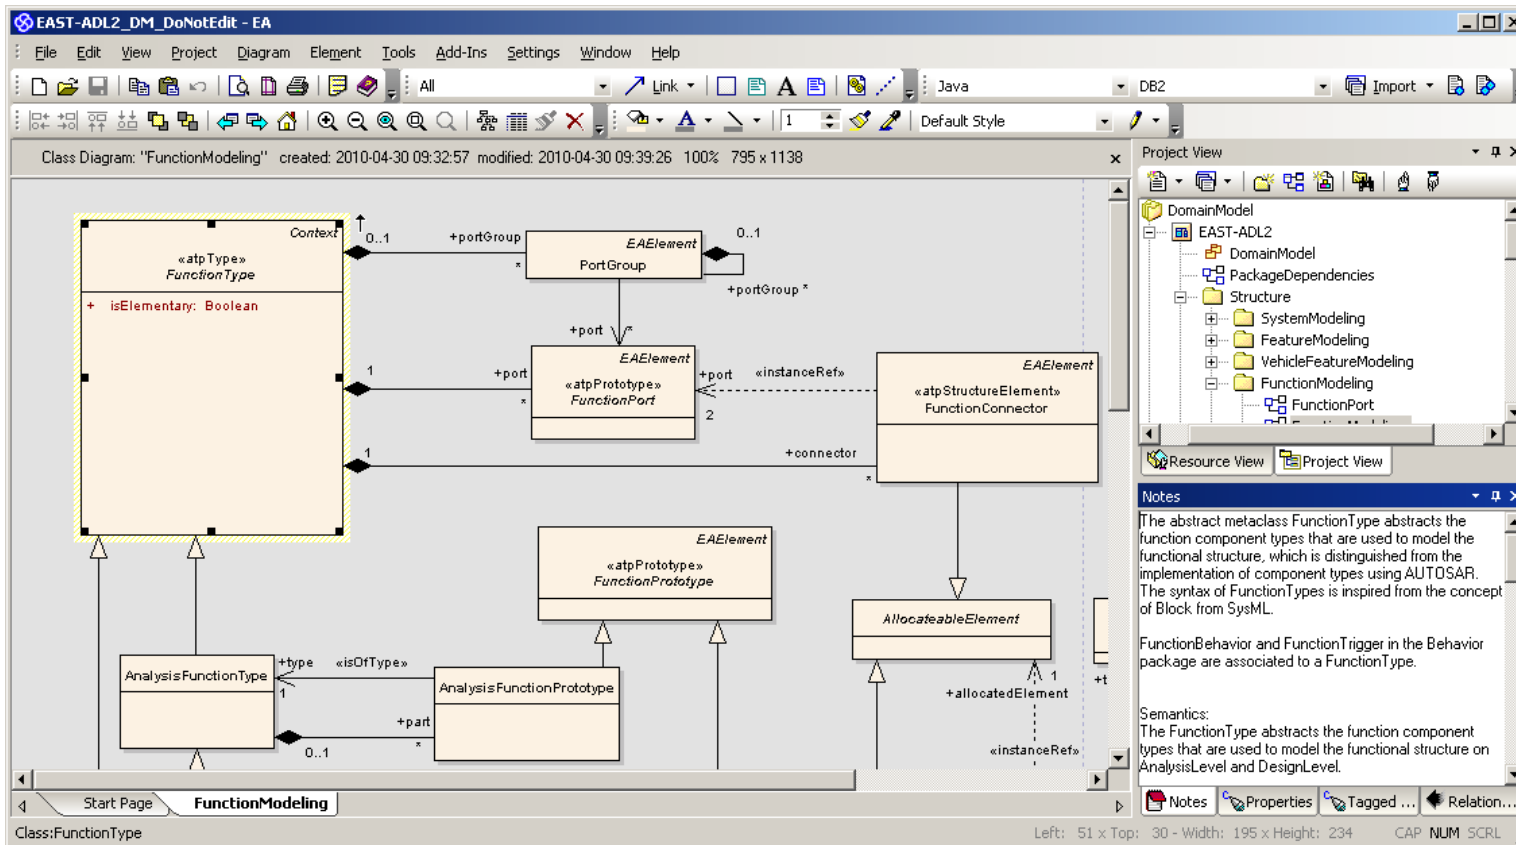 EAST-ADL2_DM_DoNotEdit - EA
File Edit View Project Diagram Element Tools Add-Ins Settings Window Help
All Link A Java DB2 Import
A 1 Default Style
Class Diagram: "FunctionModeling" created: 2010-04-30 09:32:57 modified: 2010-04-30 09:39:26 100% 795 x 1138
Context
«atpType»
FunctionType
+ isElementary: Boolean
0..1
+portGroup
*
EAElement
PortGroup
0..1
+portGroup *
+port
*
1
+port
*
EAElement
«atpPrototype»
FunctionPort
+port
2
«instanceRef»
EAElement
«atpStructureElement»
FunctionConnector
1
+connector
*
EAElement
«atpPrototype»
FunctionPrototype
AllocateableElement
AnalysisFunctionType
+type
1
«isOfType»
AnalysisFunctionPrototype
+part
*
0..1
1
+allocatedElement
«instanceRef»
+t
Start Page
FunctionModeling
Class:FunctionType
Project View
DomainModel
EAST-ADL2
DomainModel
PackageDependencies
Structure
SystemModeling
FeatureModeling
VehicleFeatureModeling
FunctionModeling
FunctionPort
Resource View
Project View
Notes
The abstract metaclass FunctionType abstracts the
function component types that are used to model the
functional structure, which is distinguished from the
implementation of component types using AUTOSAR.
The syntax of FunctionTypes is inspired from the concept
of Block from SysML.
FunctionBehavior and FunctionTrigger in the Behavior
package are associated to a FunctionType.
Semantics:
The FunctionType abstracts the function component
types that are used to model the functional structure on
AnalysisLevel and DesignLevel.
Notes
Properties
Tagged ...
Relation...
Left: 51 x Top: 30 - Width: 195 x Height: 234 CAP NUM SCRL